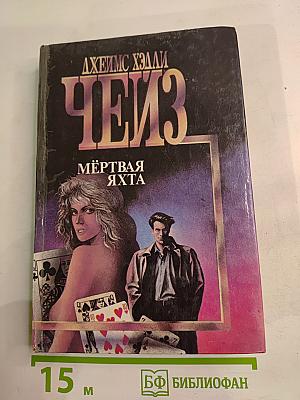 ДЖЕЙМС ХЭДЛИ
ЧЕЙЗ
МЁРТВАЯ
ЯХТА
15 м
БФ БИБЛИОФАН